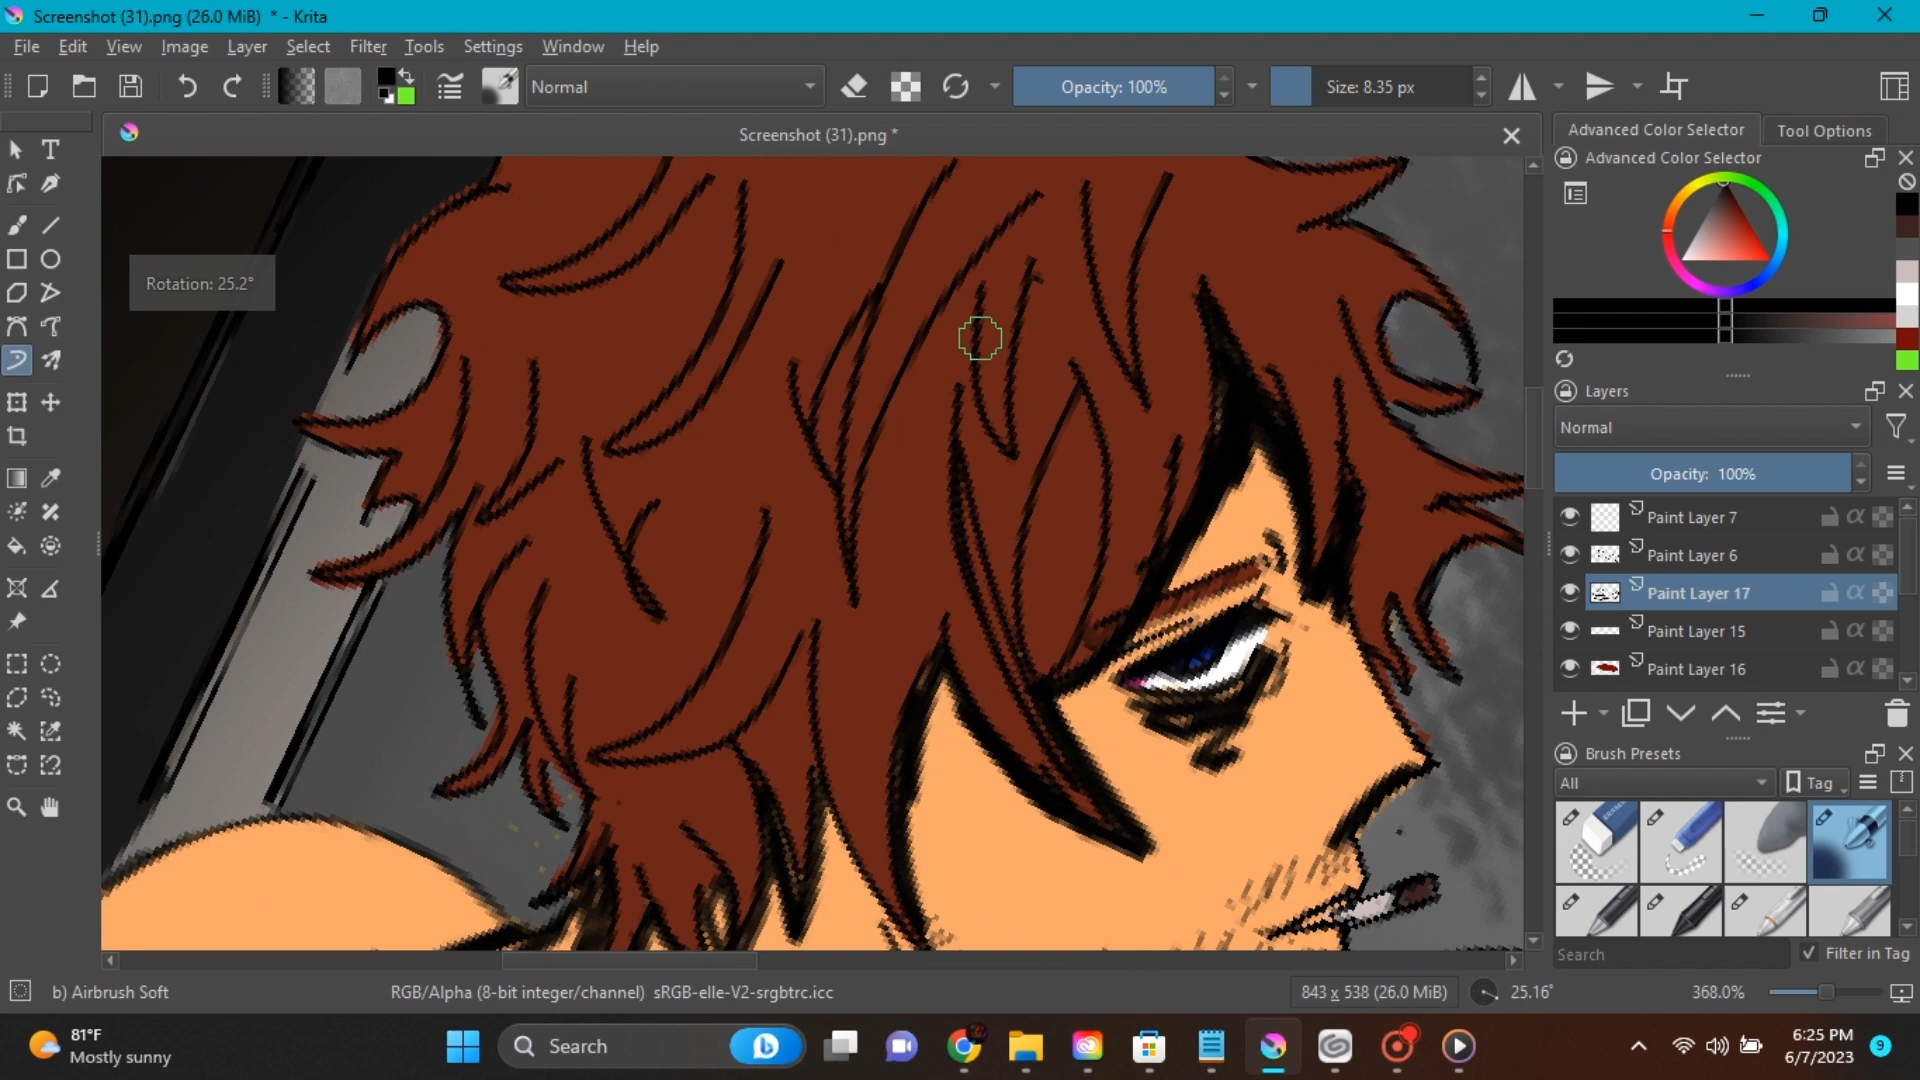 Screenshot (31).png (26.0 MiB) * - Krita
File Edit View Image Layer Select Filter Tools Settings Window Help
Normal Opacity: 100% Size: 8.35 px
Screenshot (31).png *
Advanced Color Selector Tool Options
Advanced Color Selector
Rotation: 25.2°
Layers
Normal
Opacity: 100%
Paint Layer 7
Paint Layer 6
Paint Layer 17
Paint Layer 15
Paint Layer 16
Brush Presets
All Tag
Search Filter in Tag
b) Airbrush Soft RGB/Alpha (8-bit integer/channel) sRGB-elle-V2-srgbtrc.icc 843 x 538 (26.0 MiB) 25.16° 368.0%
81°F
Mostly sunny
Search
6:25 PM
6/7/2023
9